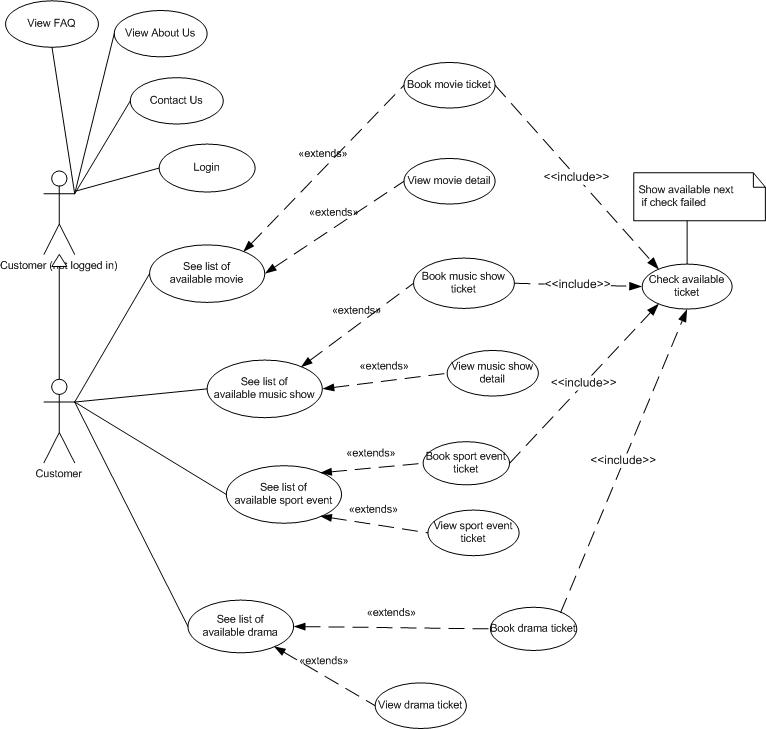 View FAQ
View About Us
Contact Us
Login
Customer (not logged in)
Customer
See list of
available movie
See list of
available music show
See list of
available sport event
See list of
available drama
«extends»
«extends»
«extends»
«extends»
«extends»
«extends»
«extends»
«extends»
Book movie ticket
View movie detail
Book music show
ticket
View music show
detail
Book sport event
ticket
View sport event
ticket
Book drama ticket
View drama ticket
<<include>>
<<include>>
<<include>>
<<include>>
Show available next
if check failed
Check available
ticket